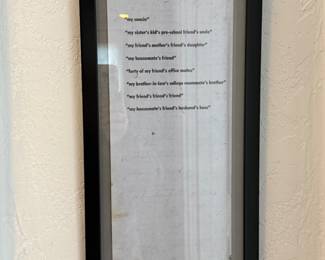 "my cousin"
"my sister's kid's pre-school friend's uncle"
"my friend's mother's friend's daughter"
"my housemate's friend"
"forty of my friend's office mates"
"my brother-in-law's college roommate's brother"
"my friend's friend's friend"
"my housemate's friend's husband's boss"